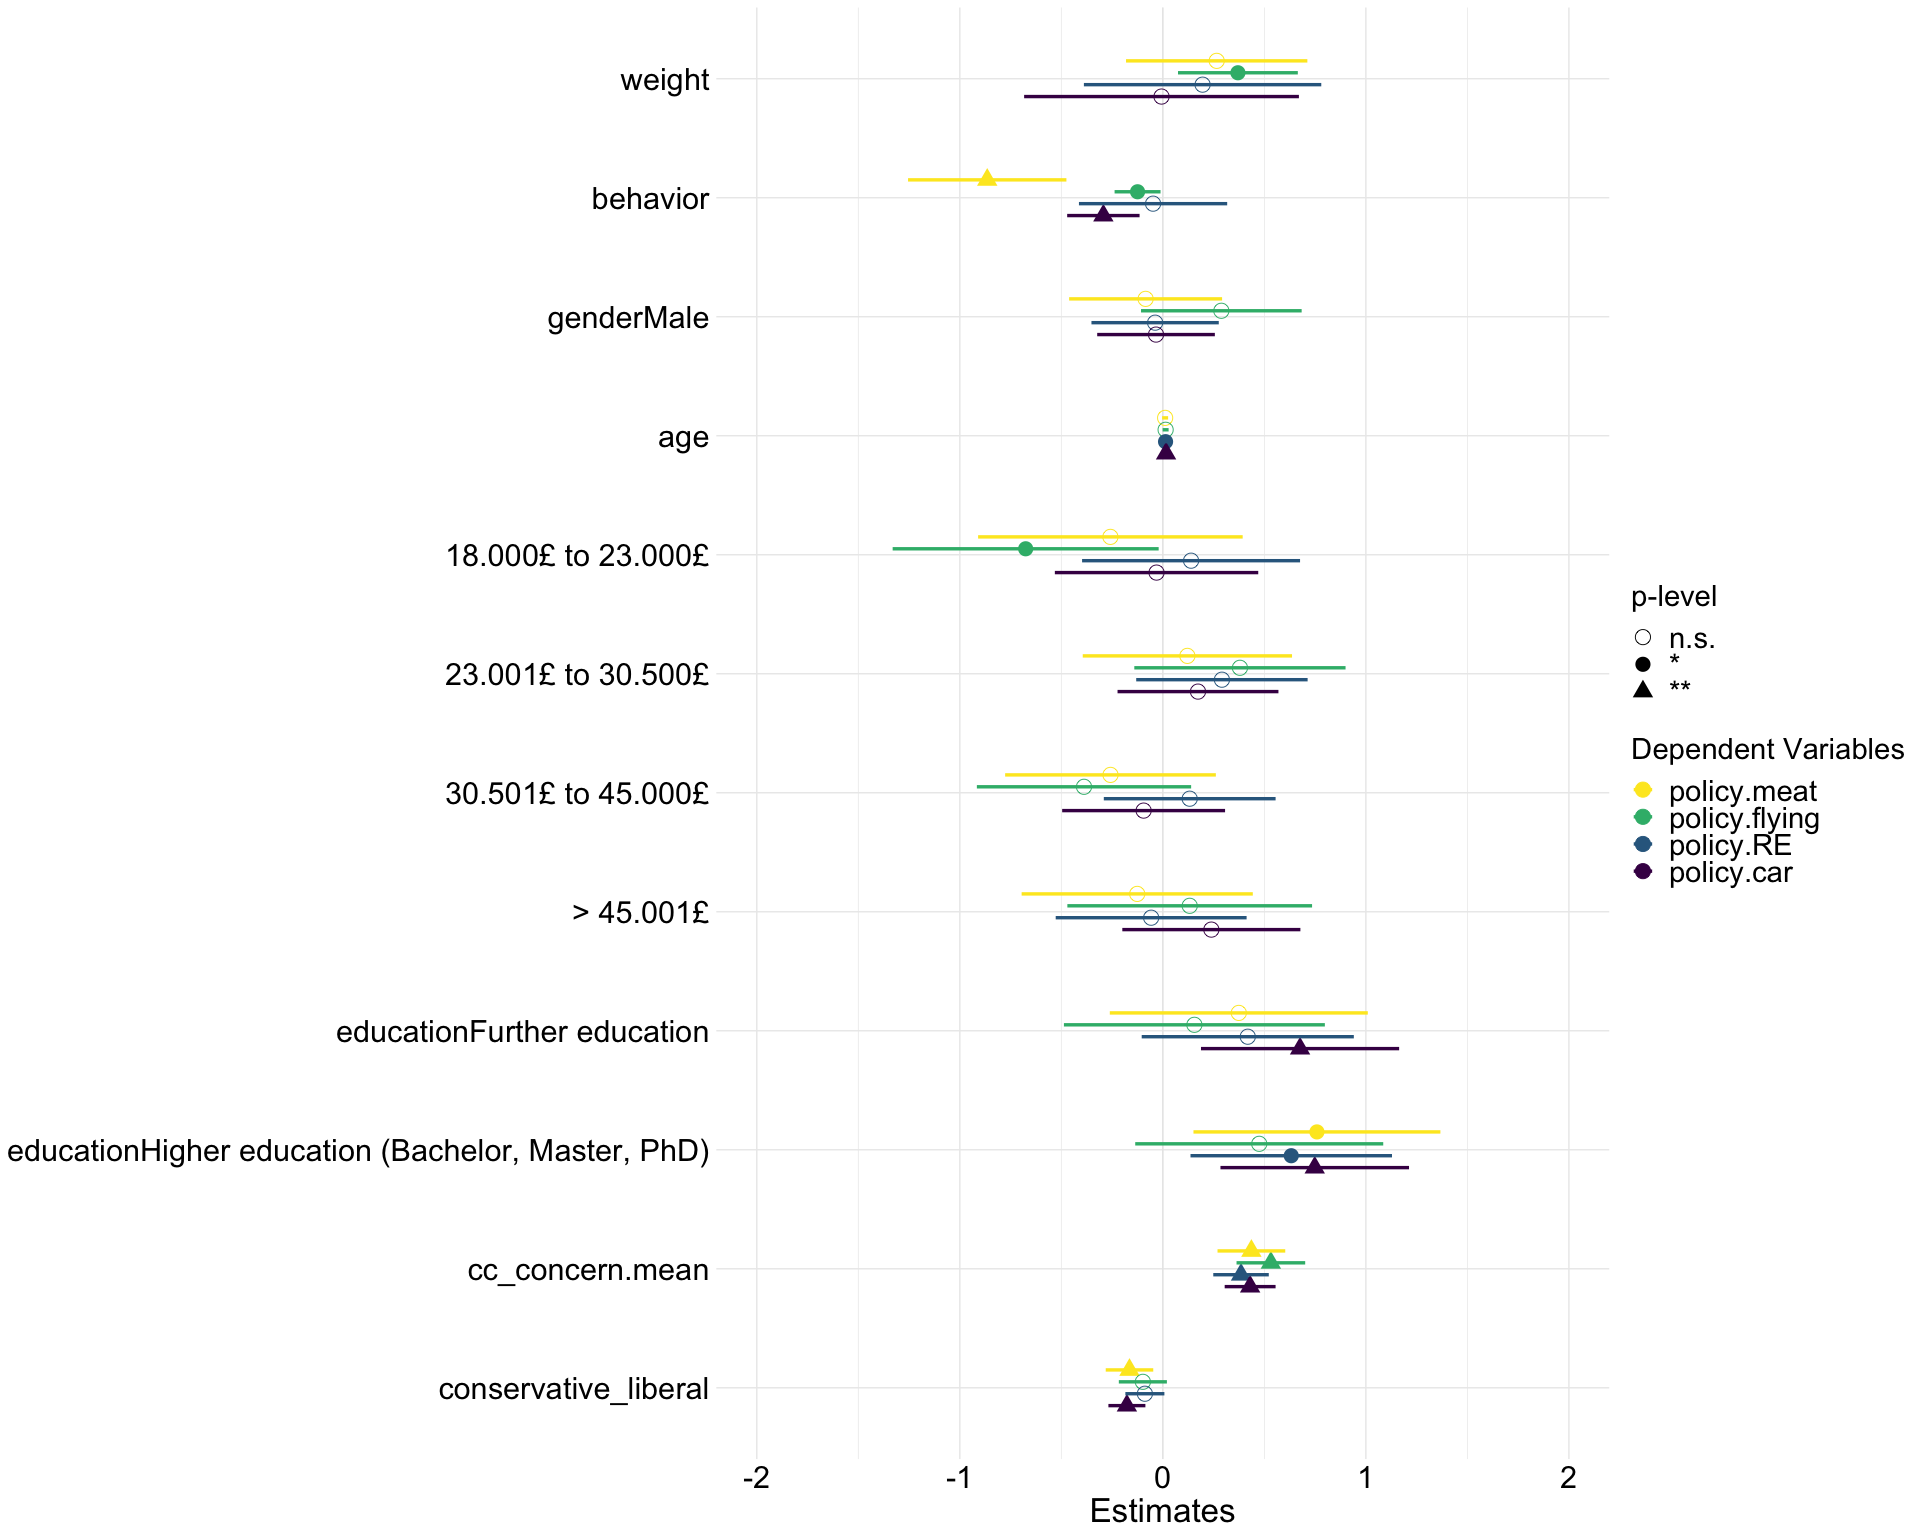 weight
behavior
genderMale
age
18.000£ to 23.000£
23.001£ to 30.500£
30.501£ to 45.000£
> 45.001£
educationFurther education
educationHigher education (Bachelor, Master, PhD)
cc_concern.mean
conservative_liberal
-2 -1 0 1 2
Estimates
p-level
n.s.
*
**
Dependent Variables
policy.meat
policy.flying
policy.RE
policy.car